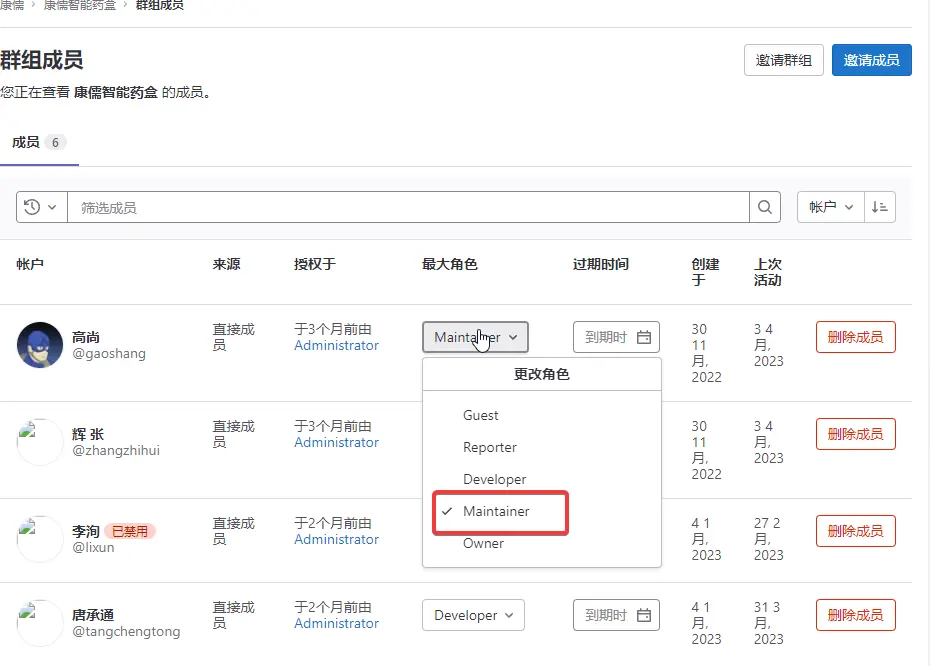 康儒 › 康儒智能药盒 › 群组成员
群组成员
邀请群组
邀请成员
您正在查看 康儒智能药盒 的成员。
成员 6
筛选成员
帐户
帐户
来源
授权于
最大角色
过期时间
创建
于
上次
活动
高尚
@gaoshang
直接成
员
于3个月前由
Administrator
Maintainer
到期时
30
11
月,
2022
3 4
月,
2023
删除成员
更改角色
Guest
Reporter
Developer
Maintainer
Owner
辉 张
@zhangzhihui
直接成
员
于3个月前由
Administrator
30
11
月,
2022
3 4
月,
2023
删除成员
李洵 已禁用
@lixun
直接成
员
于2个月前由
Administrator
4 1
月,
2023
27 2
月,
2023
删除成员
唐承通
@tangchengtong
直接成
员
于2个月前由
Administrator
Developer
到期时
4 1
月,
2023
31 3
月,
2023
删除成员